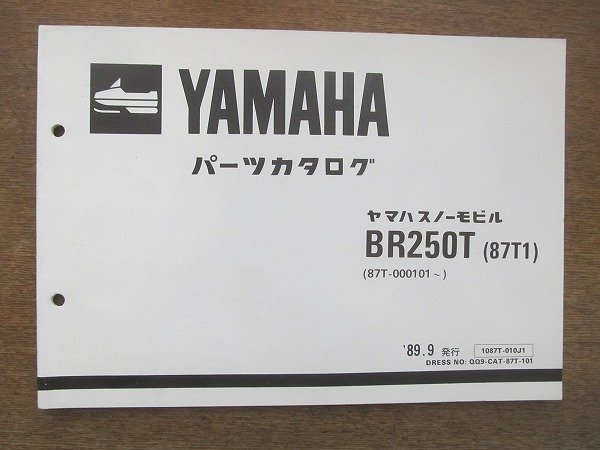 YAMAHA
パーツカタログ
ヤマハスノーモビル
BR250T (87T1)
(87T-000101～)
'89.9 発行 1087T-010J1
DRESS NO: QQ9-CAT-87T-101